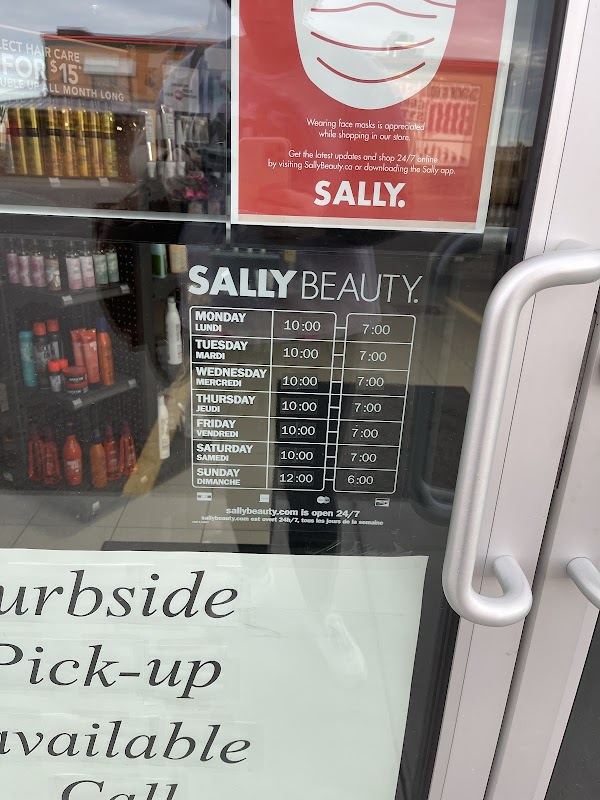 LECT HAIR CARE
FOR $15
ALL MONTH LONG
Wearing face masks is appreciated
while shopping in our store.
Get the latest updates and shop 24/7 online
by visiting SallyBeauty.ca or downloading the Sally app.
SALLY.
SALLY BEAUTY.
MONDAY
LUNDI
10:00 – 7:00
TUESDAY
MARDI
10:00 – 7:00
WEDNESDAY
MERCREDI
10:00 – 7:00
THURSDAY
JEUDI
10:00 – 7:00
FRIDAY
VENDREDI
10:00 – 7:00
SATURDAY
SAMEDI
10:00 – 7:00
SUNDAY
DIMANCHE
12:00 – 6:00
sallybeauty.com is open 24/7
sallybeauty.com est overt 24h/7, tous les jours de la semaine
urbside
Pick-up
available
Call